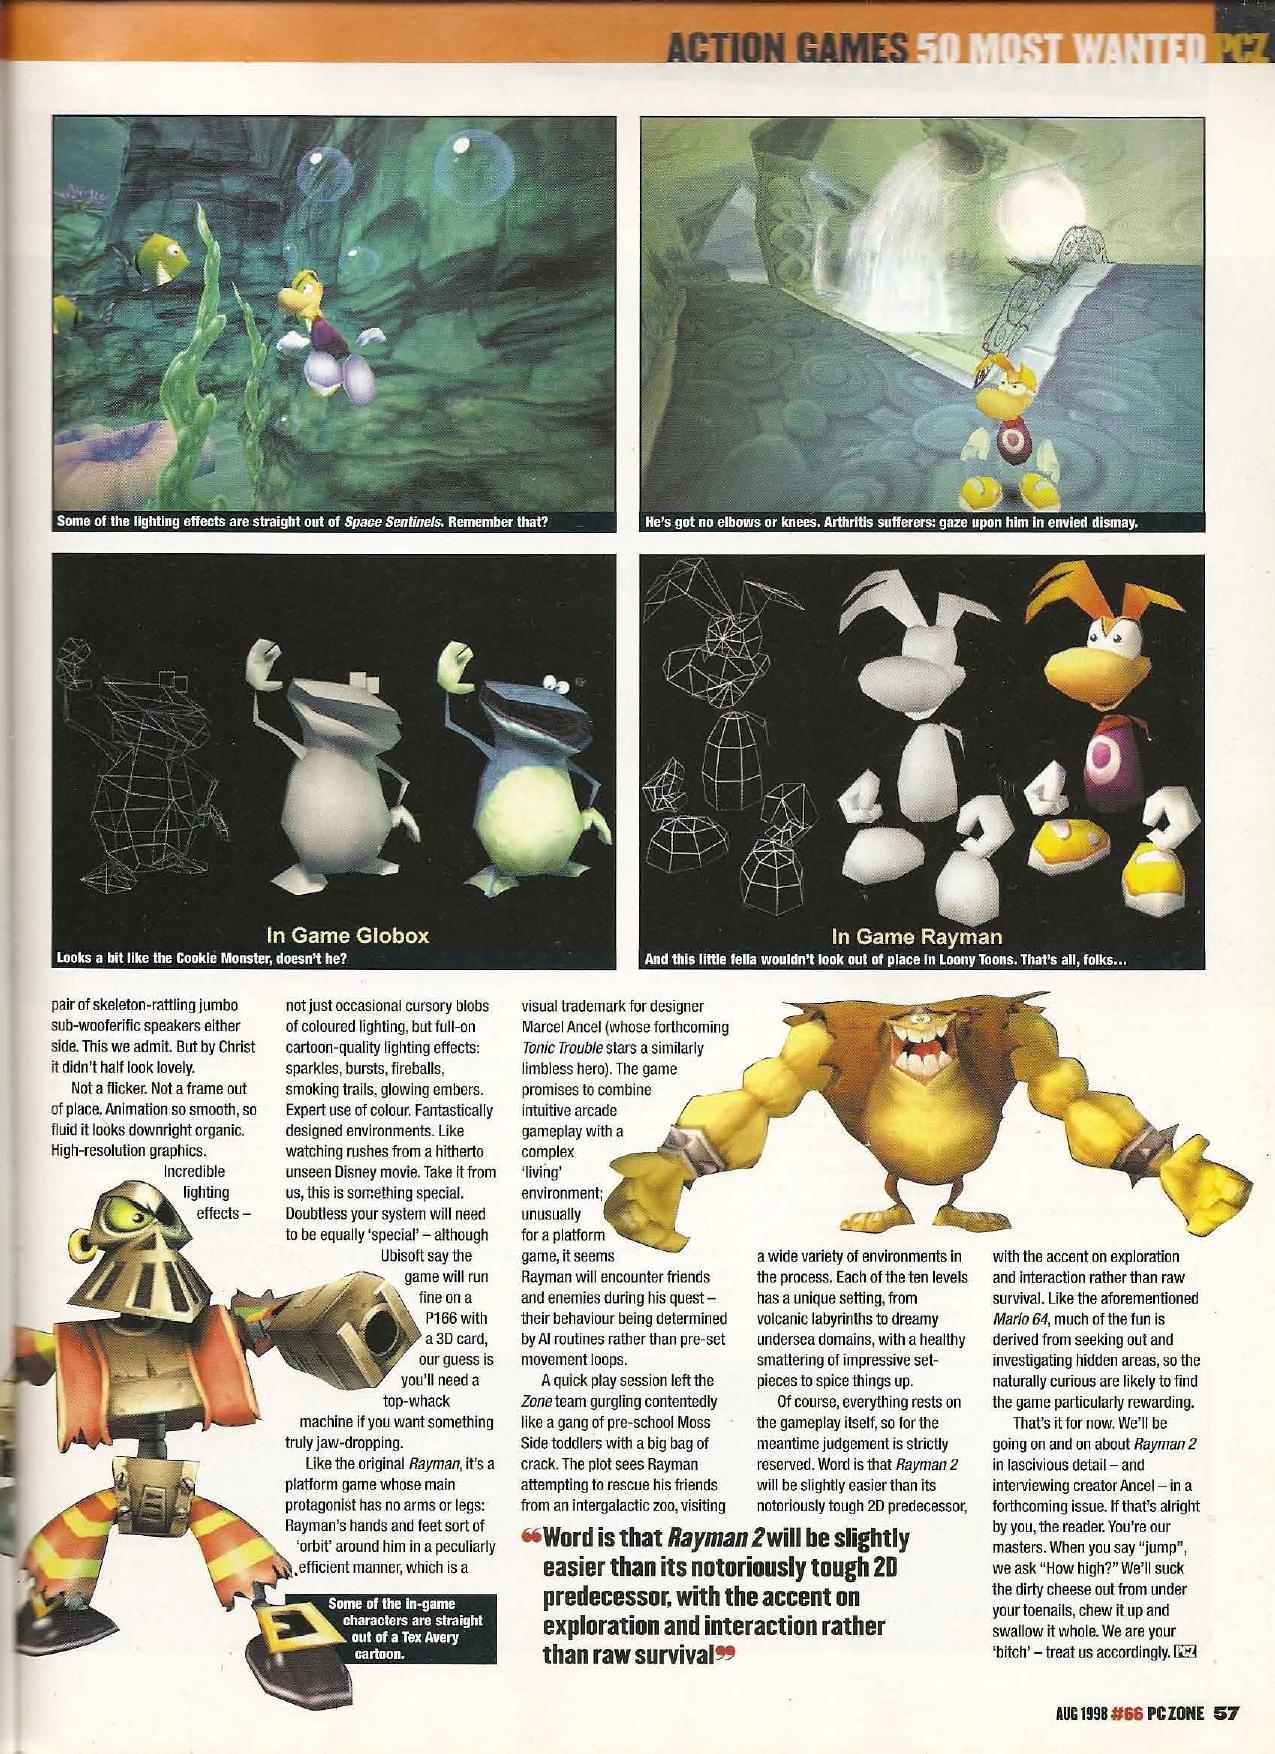 ACTION GAMES 50 MOST WANTED PCZ
Some of the lighting effects are straight out of Space Sentinels. Remember that?
He's got no elbows or knees. Arthritis sufferers: gaze upon him in envied dismay.
In Game Globox
Looks a bit like the Cookie Monster, doesn't he?
In Game Rayman
And this little fella wouldn't look out of place in Loony Toons. That's all, folks...
pair of skeleton-rattling jumbo
sub-wooferific speakers either
side. This we admit. But by Christ
it didn't half look lovely.
Not a flicker. Not a frame out
of place. Animation so smooth, so
fluid it looks downright organic.
High-resolution graphics.
Incredible
lighting
effects –
not just occasional cursory blobs
of coloured lighting, but full-on
cartoon-quality lighting effects:
sparkles, bursts, fireballs,
smoking trails, glowing embers.
Expert use of colour. Fantastically
designed environments. Like
watching rushes from a hitherto
unseen Disney movie. Take it from
us, this is something special.
Doubtless your system will need
to be equally 'special' – although
Ubisoft say the
game will run
fine on a
P166 with
a 3D card,
our guess is
you'll need a
top-whack
machine if you want something
truly jaw-dropping.
Like the original Rayman, it's a
platform game whose main
protagonist has no arms or legs:
Rayman's hands and feet sort of
'orbit' around him in a peculiarly
efficient manner, which is a
Some of the in-game
characters are straight
out of a Tex Avery
cartoon.
visual trademark for designer
Marcel Ancel (whose forthcoming
Tonic Trouble stars a similarly
limbless hero). The game
promises to combine
intuitive arcade
gameplay with a
complex
'living'
environment;
unusually
for a platform
game, it seems
Rayman will encounter friends
and enemies during his quest –
their behaviour being determined
by AI routines rather than pre-set
movement loops.
A quick play session left the
Zone team gurgling contentedly
like a gang of pre-school Moss
Side toddlers with a big bag of
crack. The plot sees Rayman
attempting to rescue his friends
from an intergalactic zoo, visiting
a wide variety of environments in
the process. Each of the ten levels
has a unique setting, from
volcanic labyrinths to dreamy
undersea domains, with a healthy
smattering of impressive set-
pieces to spice things up.
Of course, everything rests on
the gameplay itself, so for the
meantime judgement is strictly
reserved. Word is that Rayman 2
will be slightly easier than its
notoriously tough 2D predecessor,
with the accent on exploration
and interaction rather than raw
survival. Like the aforementioned
Mario 64, much of the fun is
derived from seeking out and
investigating hidden areas, so the
naturally curious are likely to find
the game particularly rewarding.
That's it for now. We'll be
going on and on about Rayman 2
in lascivious detail – and
interviewing creator Ancel – in a
forthcoming issue. If that's alright
by you, the reader. You're our
masters. When you say "jump",
we ask "How high?" We'll suck
the dirty cheese out from under
your toenails, chew it up and
swallow it whole. We are your
'bitch' – treat us accordingly. PCZ
“Word is that Rayman 2 will be slightly
easier than its notoriously tough 2D
predecessor, with the accent on
exploration and interaction rather
than raw survival”
AUG 1998 #66 PC ZONE 57